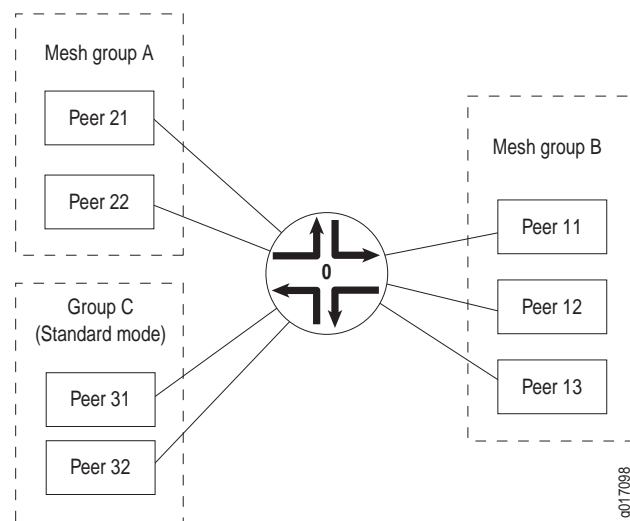 Mesh group A
Peer 21
Peer 22
Mesh group B
Peer 11
Peer 12
Peer 13
0
Group C
(Standard mode)
Peer 31
Peer 32
g017098